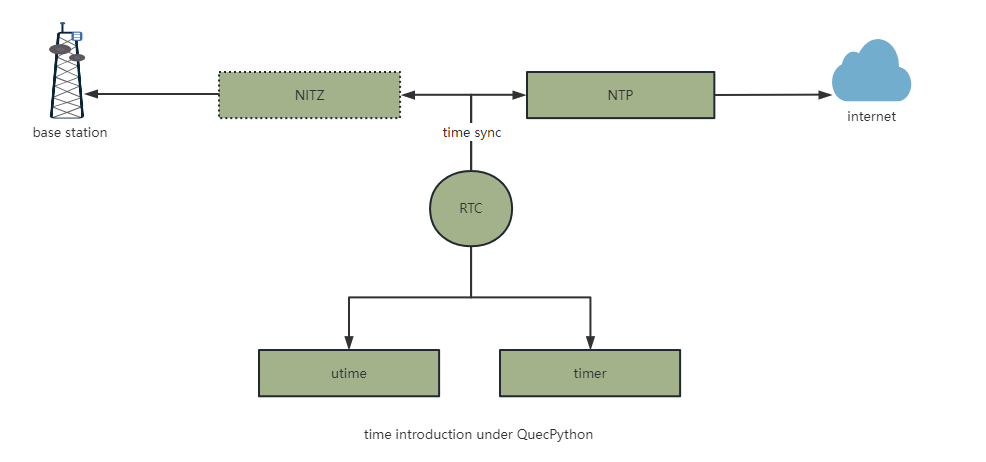 NITZ
NTP
base station
time sync
internet
RTC
utime
timer
time introduction under QuecPython